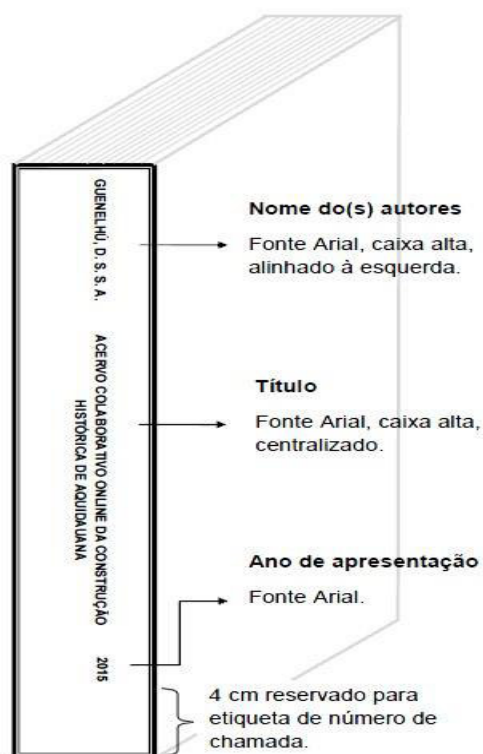 GUENELHÚ, D. S. S. A.
ACERVO COLABORATIVO ONLINE DA CONSTRUÇÃO
HISTÓRICA DE AQUIDAUANA
2015
Nome do(s) autores
Fonte Arial, caixa alta,
alinhado à esquerda.
Título
Fonte Arial, caixa alta,
centralizado.
Ano de apresentação
Fonte Arial.
4 cm reservado para
etiqueta de número de
chamada.